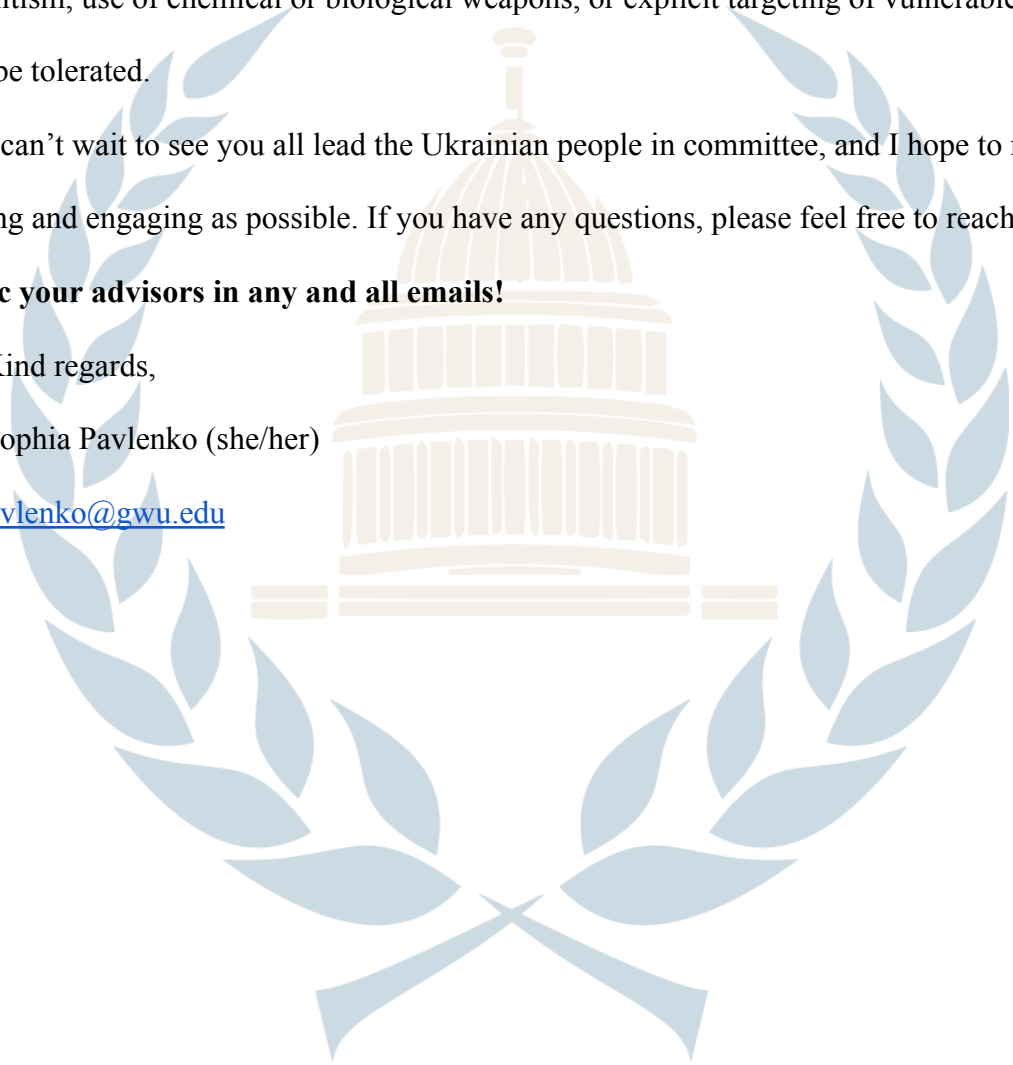 itism, use of chemical or biological weapons, or explicit targeting of vulnerable
be tolerated.
can’t wait to see you all lead the Ukrainian people in committee, and I hope to
ng and engaging as possible. If you have any questions, please feel free to reach
c your advisors in any and all emails!
Kind regards,
ophia Pavlenko (she/her)
vlenko@gwu.edu